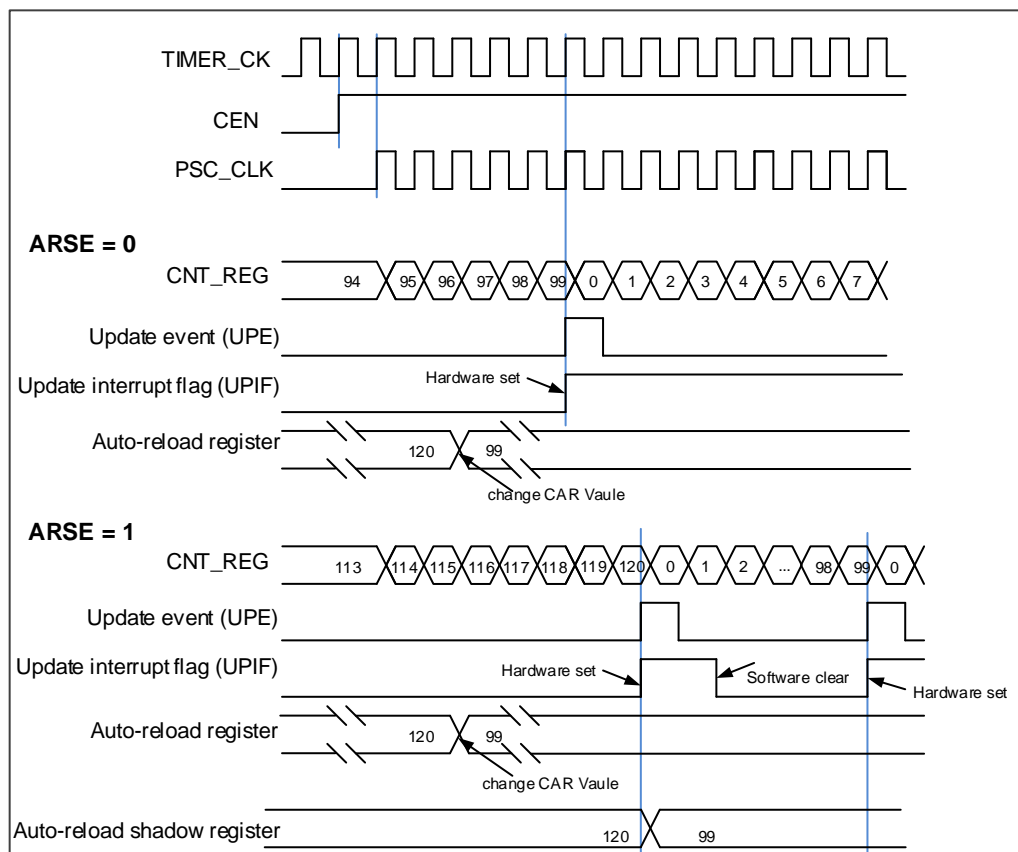 TIMER_CK
CEN
PSC_CLK
ARSE = 0
CNT_REG 94 95 96 97 98 99 0 1 2 3 4 5 6 7
Update event (UPE)
Update interrupt flag (UPIF) Hardware set
Auto-reload register 120 99
change CAR Vaule
ARSE = 1
CNT_REG 113 114 115 116 117 118 119 120 0 1 2 ... 98 99 0
Update event (UPE)
Update interrupt flag (UPIF) Hardware set Software clear Hardware set
Auto-reload register 120 99
change CAR Vaule
Auto-reload shadow register 120 99